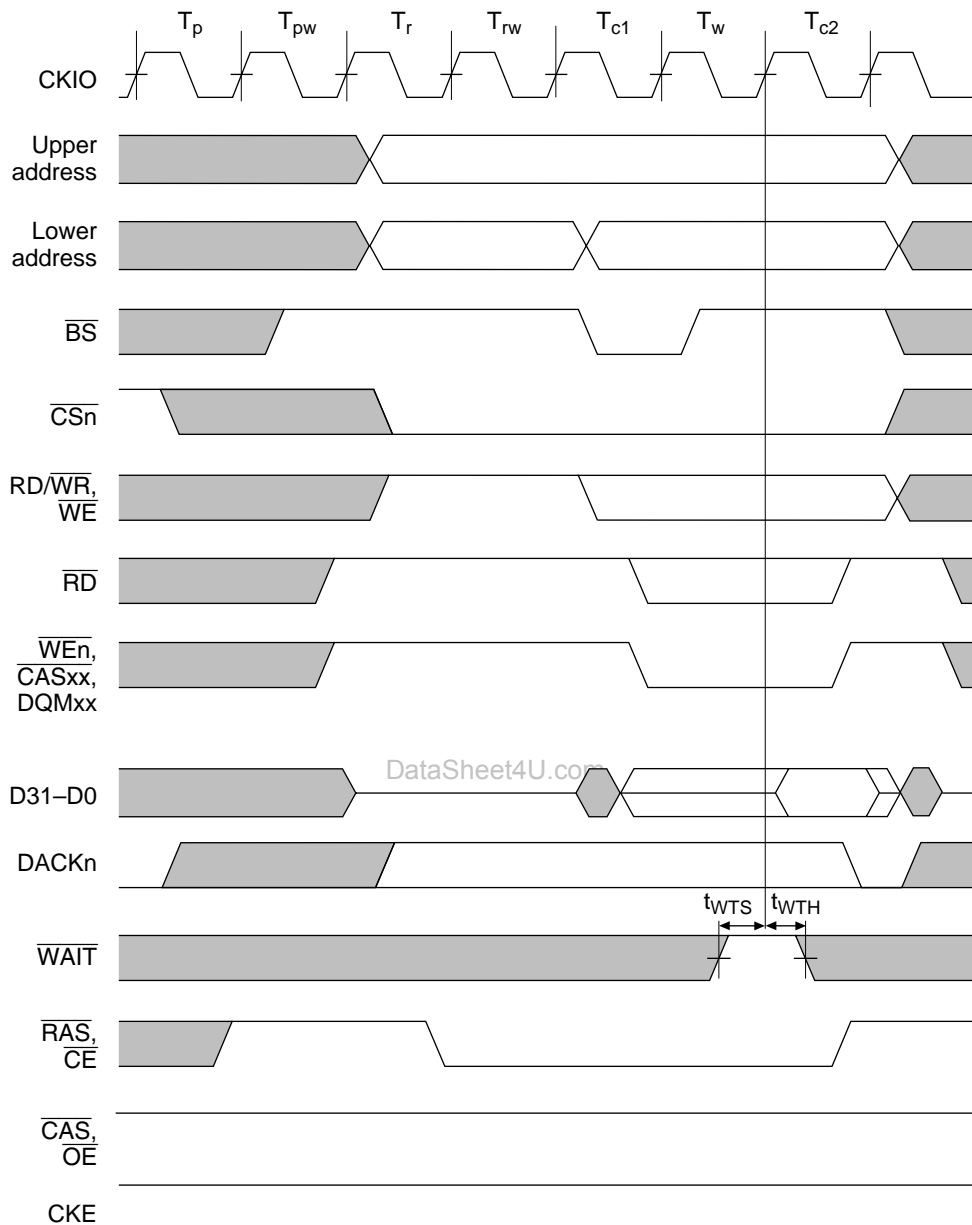 Tp Tpw Tr Trw Tc1 Tw Tc2
CKIO
Upper
address
Lower
address
BS
CSn
RD/WR,
WE
RD
WEn,
CASxx,
DQMxx
DataSheet4U.com
D31–D0
DACKn
tWTS tWTH
WAIT
RAS,
CE
CAS,
OE
CKE